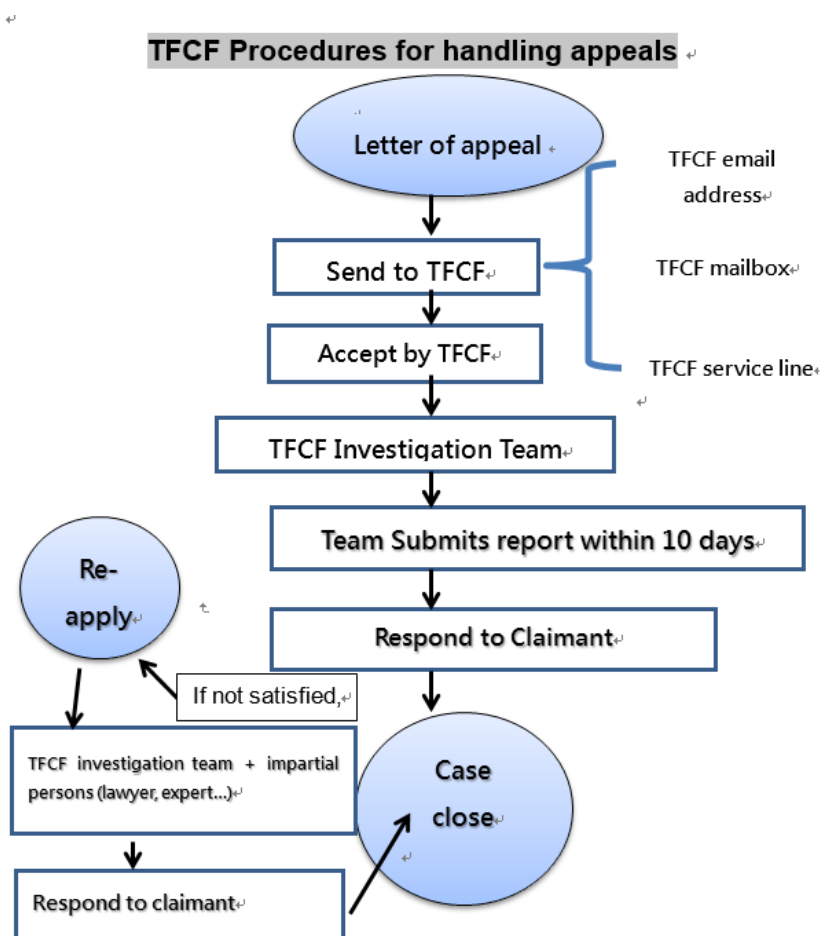 TFCF Procedures for handling appeals
Letter of appeal
TFCF email
address
Send to TFCF
TFCF mailbox
Accept by TFCF
TFCF service line
TFCF Investigation Team
Team Submits report within 10 days
Re-
apply
Respond to Claimant
If not satisfied,
Case
close
TFCF investigation team + impartial
persons (lawyer, expert...)
Respond to claimant